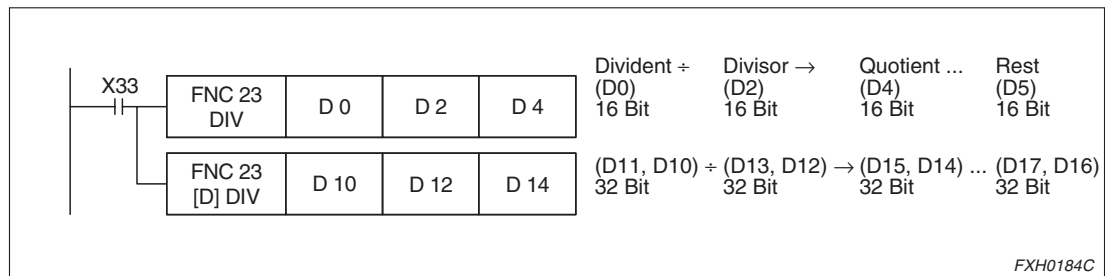 X33
FNC 23
DIV
D 0
D 2
D 4
Divident ÷ Divisor → Quotient ... Rest
(D0) (D2) (D4) (D5)
16 Bit 16 Bit 16 Bit 16 Bit
FNC 23
[D] DIV
D 10
D 12
D 14
(D11, D10) ÷ (D13, D12) → (D15, D14) ... (D17, D16)
32 Bit 32 Bit 32 Bit 32 Bit
FXH0184C